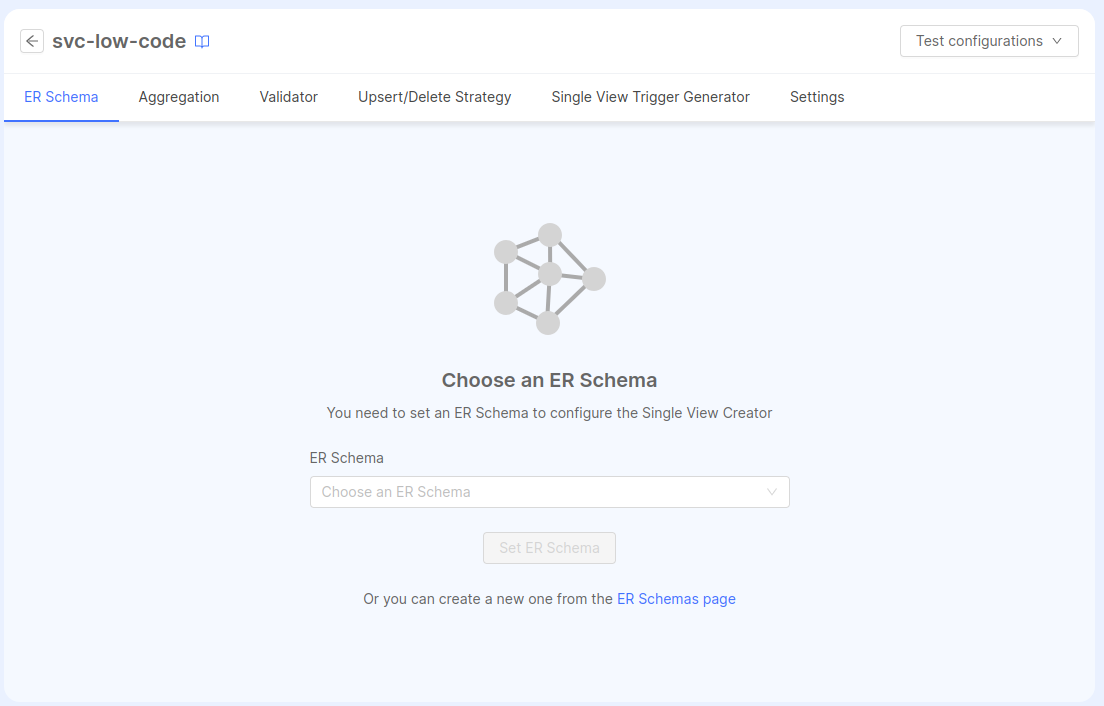 svc-low-code
Test configurations
ER Schema
Aggregation
Validator
Upsert/Delete Strategy
Single View Trigger Generator
Settings
Choose an ER Schema
You need to set an ER Schema to configure the Single View Creator
ER Schema
Choose an ER Schema
Set ER Schema
Or you can create a new one from the ER Schemas page